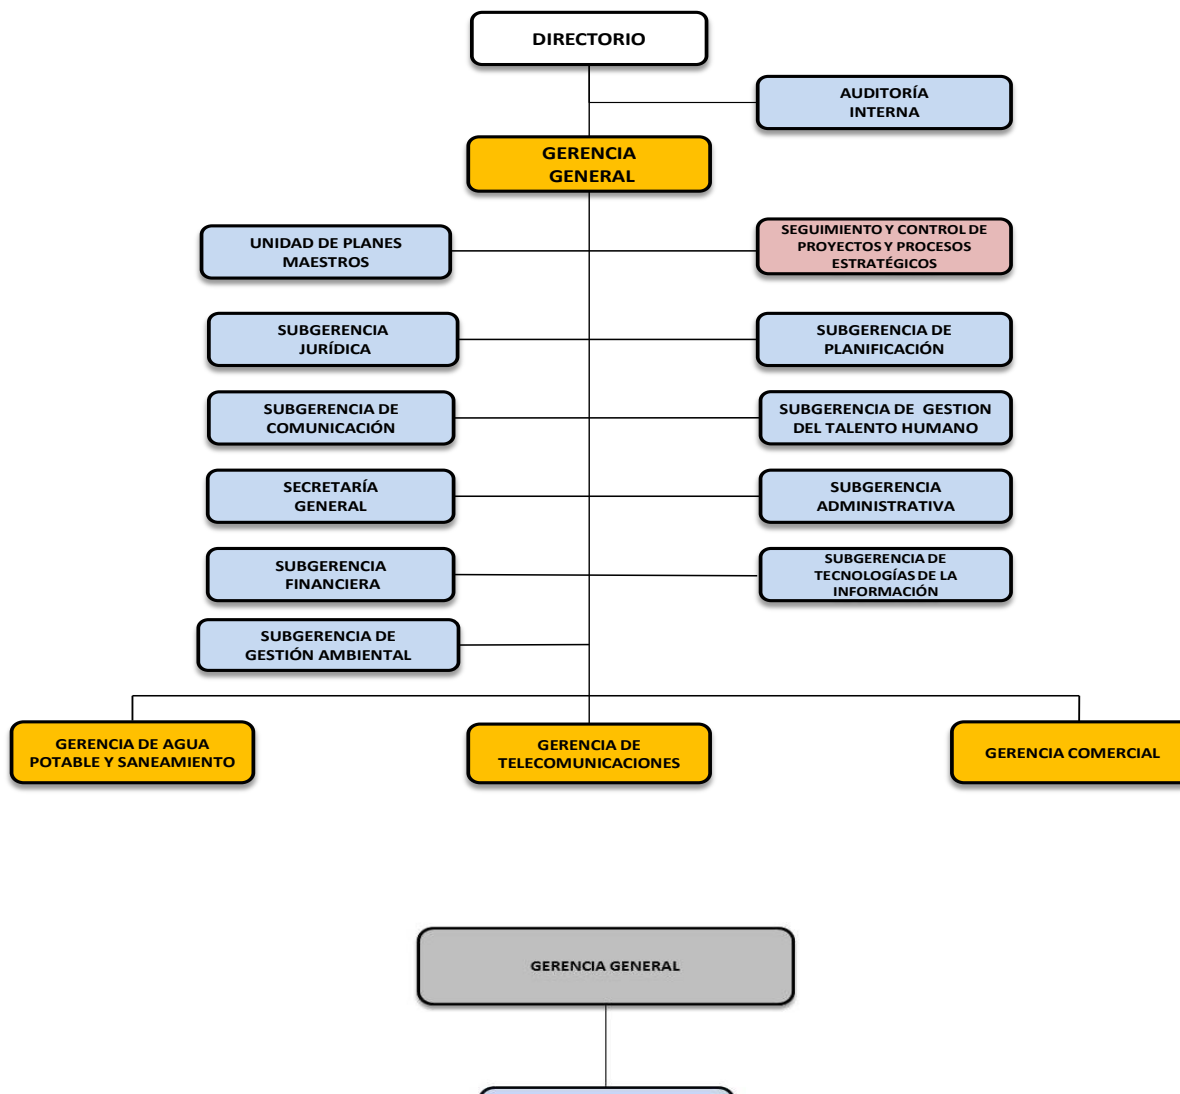 DIRECTORIO
AUDITORÍA
INTERNA
GERENCIA
GENERAL
UNIDAD DE PLANES
MAESTROS
SEGUIMIENTO Y CONTROL DE
PROYECTOS Y PROCESOS
ESTRATÉGICOS
SUBGERENCIA
JURÍDICA
SUBGERENCIA DE
PLANIFICACIÓN
SUBGERENCIA DE
COMUNICACIÓN
SUBGERENCIA DE GESTION
DEL TALENTO HUMANO
SECRETARÍA
GENERAL
SUBGERENCIA
ADMINISTRATIVA
SUBGERENCIA
FINANCIERA
SUBGERENCIA DE
TECNOLOGÍAS DE LA
INFORMACIÓN
SUBGERENCIA DE
GESTIÓN AMBIENTAL
GERENCIA DE AGUA
POTABLE Y SANEAMIENTO
GERENCIA DE
TELECOMUNICACIONES
GERENCIA COMERCIAL
GERENCIA GENERAL